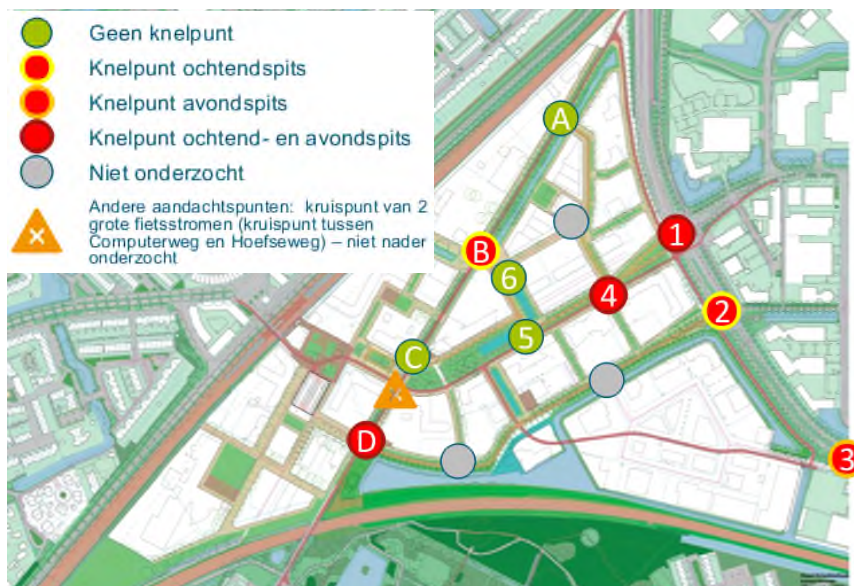 Geen knelpunt
Knelpunt ochtendspits
Knelpunt avondspits
Knelpunt ochtend- en avondspits
Niet onderzocht
Andere aandachtspunten: kruispunt van 2
grote fietsstromen (kruispunt tussen
Computerweg en Hoefseweg) – niet nader
onderzocht
A
1
B
6
4
2
5
C
D
3